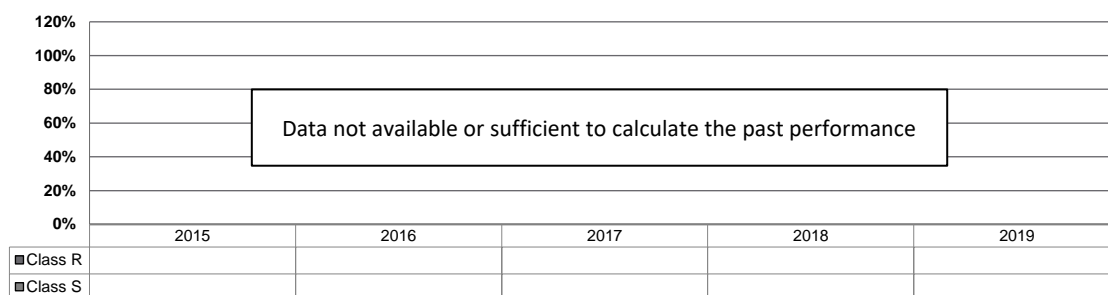 120%
100%
80%
60%
40%
20%
0%
Data not available or sufficient to calculate the past performance
2015 2016 2017 2018 2019
Class R
Class S